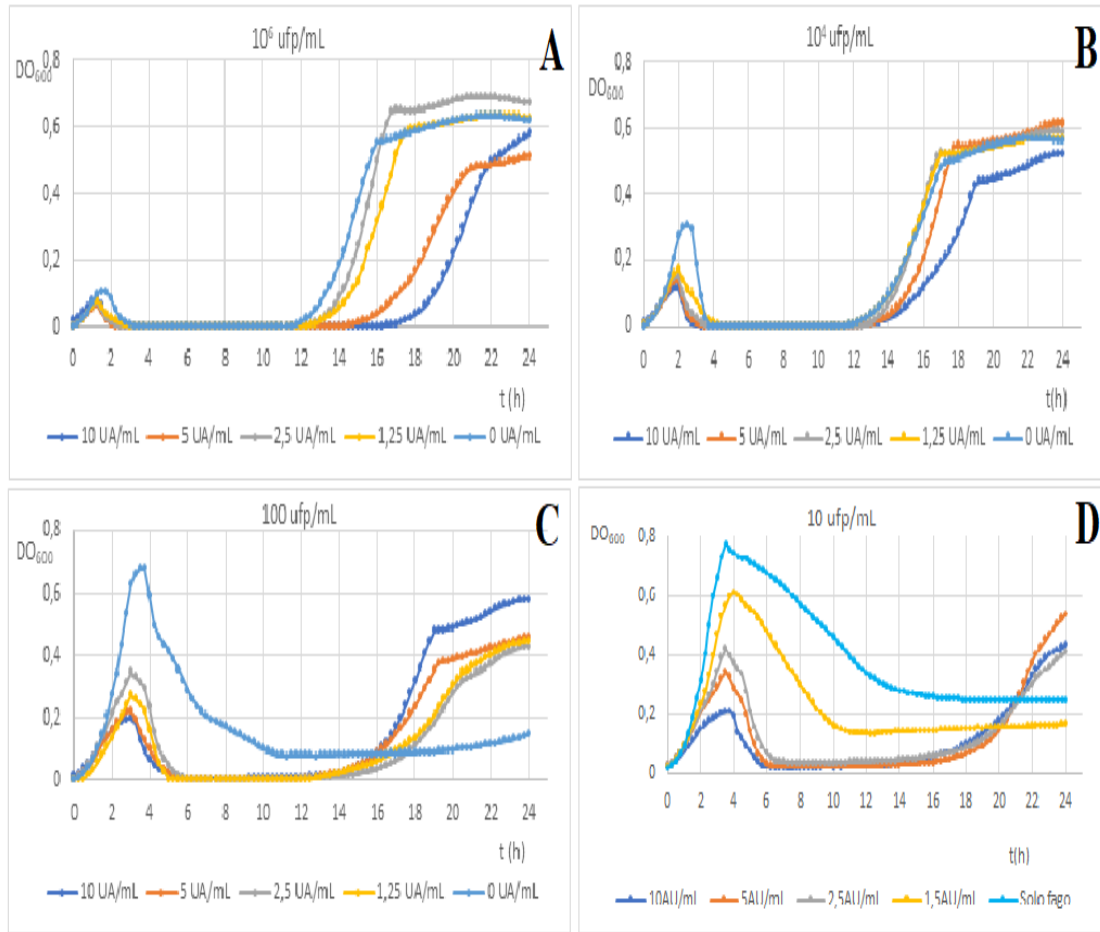 10⁶ ufp/mL
A
DO₆₀₀
0,8
0,6
0,4
0,2
0
0 2 4 6 8 10 12 14 16 18 20 22 24
t (h)
10 UA/mL 5 UA/mL 2,5 UA/mL 1,25 UA/mL 0 UA/mL
10⁴ ufp/mL
B
0,8
DO₆₀₀
0,6
0,4
0,2
0
0 2 4 6 8 10 12 14 16 18 20 22 24
t(h)
10 UA/mL 5 UA/mL 2,5 UA/mL 1,25 UA/mL 0 UA/mL
100 ufp/mL
C
0,8
DO₆₀₀
0,6
0,4
0,2
0
0 2 4 6 8 10 12 14 16 18 20 22 24
t (h)
10 UA/mL 5 UA/mL 2,5 UA/mL 1,25 UA/mL 0 UA/mL
10 ufp/mL
D
DO₆₀₀
0,8
0,6
0,4
0,2
0
0 2 4 6 8 10 12 14 16 18 20 22 24
t(h)
10AU/ml 5AU/ml 2,5AU/ml 1,5AU/ml Solo fago